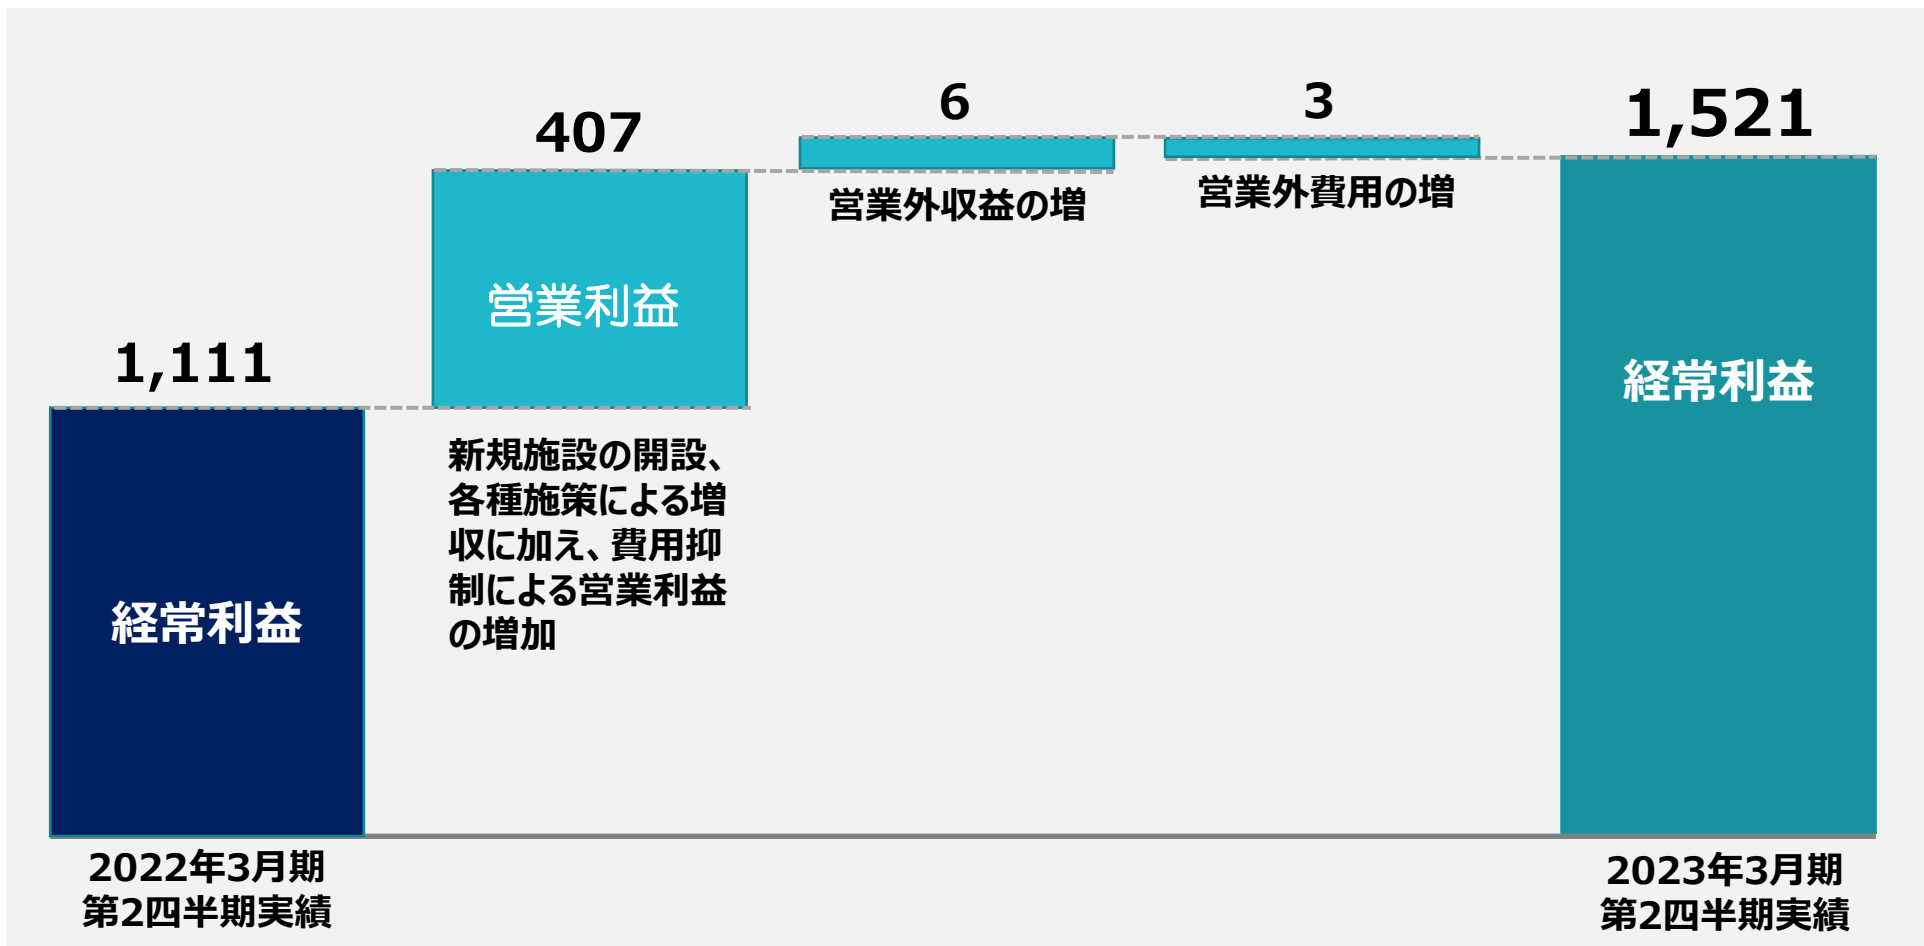 1,111
経常利益
2022年3月期
第2四半期実績
407
営業利益
新規施設の開設、
各種施策による増
収に加え、費用抑
制による営業利益
の増加
6
営業外収益の増
3
営業外費用の増
1,521
経常利益
2023年3月期
第2四半期実績